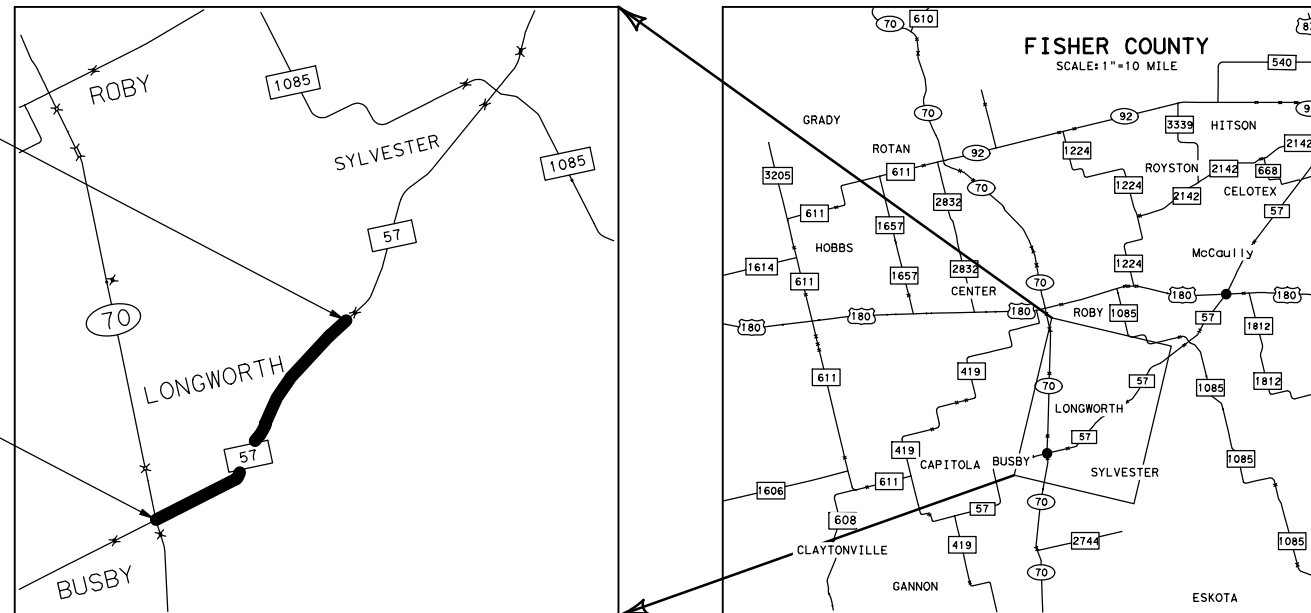 ROBY
1085
SYLVESTER
1085
57
70
LONGWORTH
57
BUSBY
FISHER COUNTY
SCALE: 1"=10 MILE
70
610
540
70
92
GRADY
3339
HITSON
ROTAN
92
1224
2142
611
ROYSTON
2142
668
3205
70
1224
CELOTEX
2832
2142
611
57
1657
HOBBS
McCaully
1614
1657
2832
1224
611
70
CENTER
180
180
180
180
180
ROBY
1085
57
1812
611
419
57
1812
70
1085
LONGWORTH
57
419
CAPITOLA
BUSBY
SYLVESTER
1085
611
1606
70
57
608
2744
1085
419
CLAYTONVILLE
70
GANNON
ESKOTA